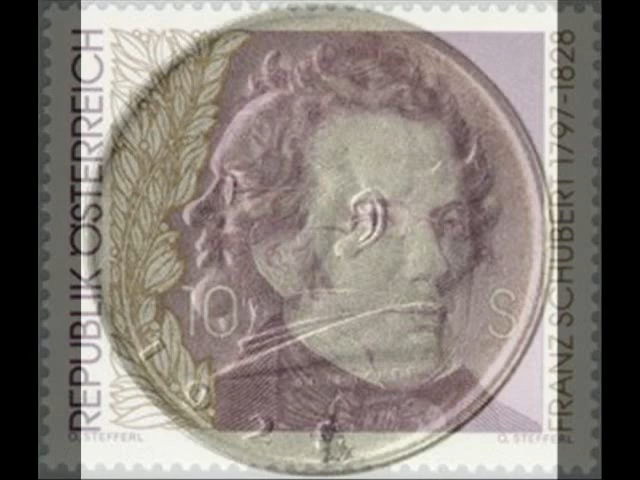 REPUBLIK ÖSTERREICH
10
S
FRANZ SCHUBERT 1797-1828
O. STEFFERL
O. STEFFERL